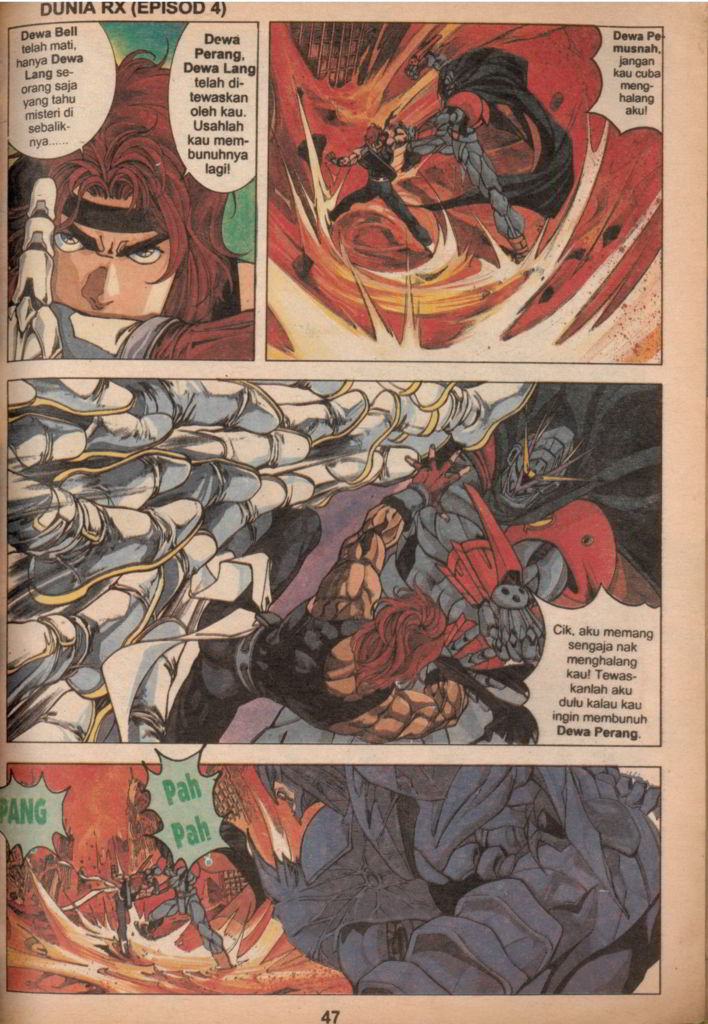 DUNIA RX (EPISOD 4)
Dewa Bell
telah mati,
hanya Dewa
Lang se-
orang saja
yang tahu
misteri di
sebalik-
nya......
Dewa
Perang,
Dewa Lang
telah di-
tewaskan
oleh kau.
Usahlah
kau mem-
bunuhnya
lagi!
Dewa Pe-
musnah,
jangan
kau cuba
meng-
halang
aku!
Cik, aku memang
sengaja nak
menghalang
kau! Tewas-
kanlah aku
dulu kalau kau
ingin membunuh
Dewa Perang.
PANG
Pah
Pah!
47